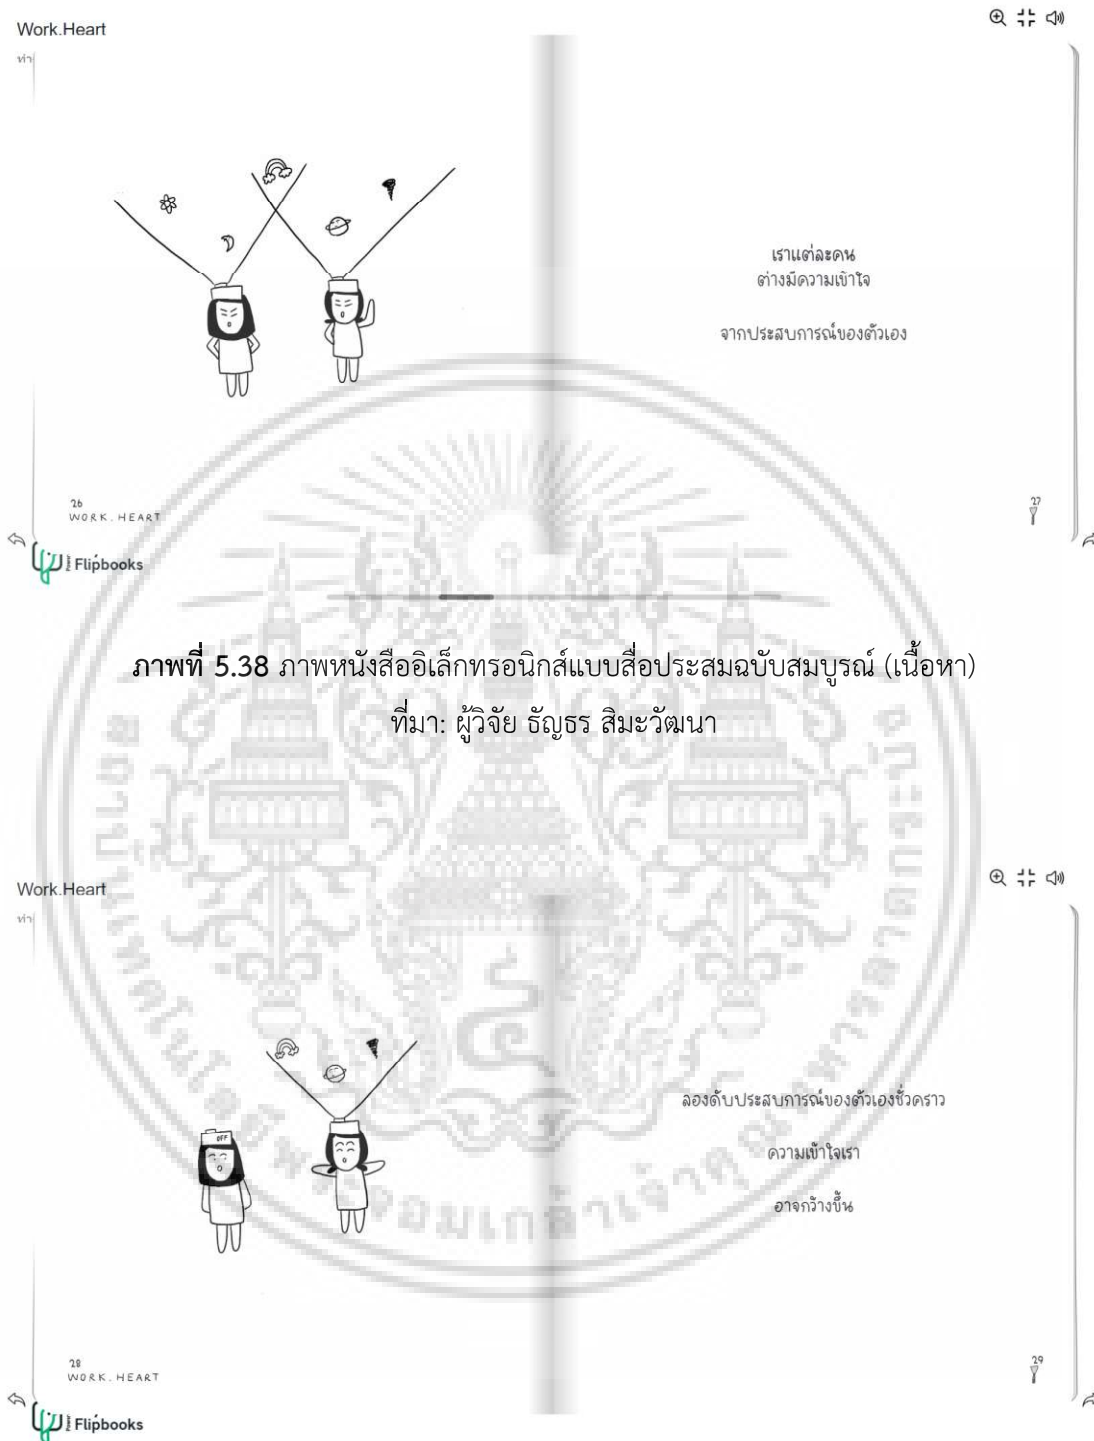 Work.Heart
ท่า
เราแต่ละคน
ต่างมีความเข้าใจ
จากประสบการณ์ของตัวเอง
26
WORK.HEART
27
Power Flipbooks
ภาพที่ 5.38 ภาพหนังสืออิเล็กทรอนิกส์แบบสื่อประสมฉบับสมบูรณ์ (เนื้อหา)
ที่มา: ผู้วิจัย ธัญธร สิมะวัฒนา
Work.Heart
ท่า
OFF
ลองดับประสบการณ์ของตัวเองชั่วคราว
ความเข้าใจเรา
อาจกว้างขึ้น
28
WORK.HEART
29
Power Flipbooks